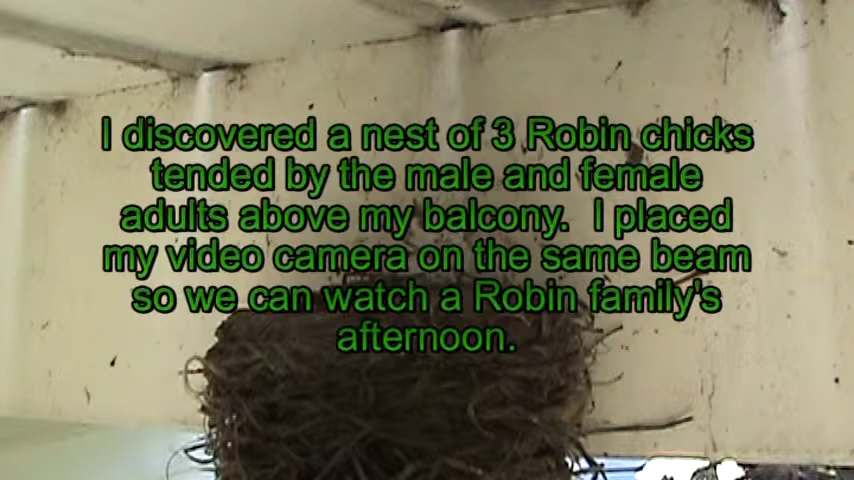 I discovered a nest of 3 Robin chicks
tended by the male and female
adults above my balcony.  I placed
my video camera on the same beam
so we can watch a Robin family's
afternoon.